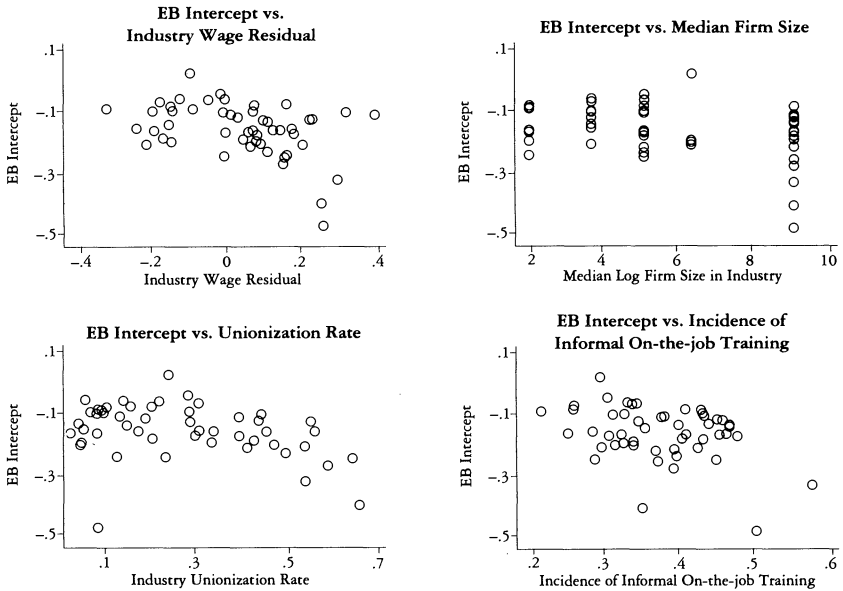 EB Intercept vs.
Industry Wage Residual
.1
−.1
−.3
−.5
EB Intercept
−.4
−.2
0
.2
.4
Industry Wage Residual
EB Intercept vs. Median Firm Size
.1
−.1
−.3
−.5
EB Intercept
2
4
6
8
10
Median Log Firm Size in Industry
EB Intercept vs. Unionization Rate
.1
−.1
−.3
−.5
EB Intercept
.1
.3
.5
.7
Industry Unionization Rate
EB Intercept vs. Incidence of
Informal On-the-job Training
.1
−.1
−.3
−.5
EB Intercept
.2
.3
.4
.5
.6
Incidence of Informal On-the-job Training